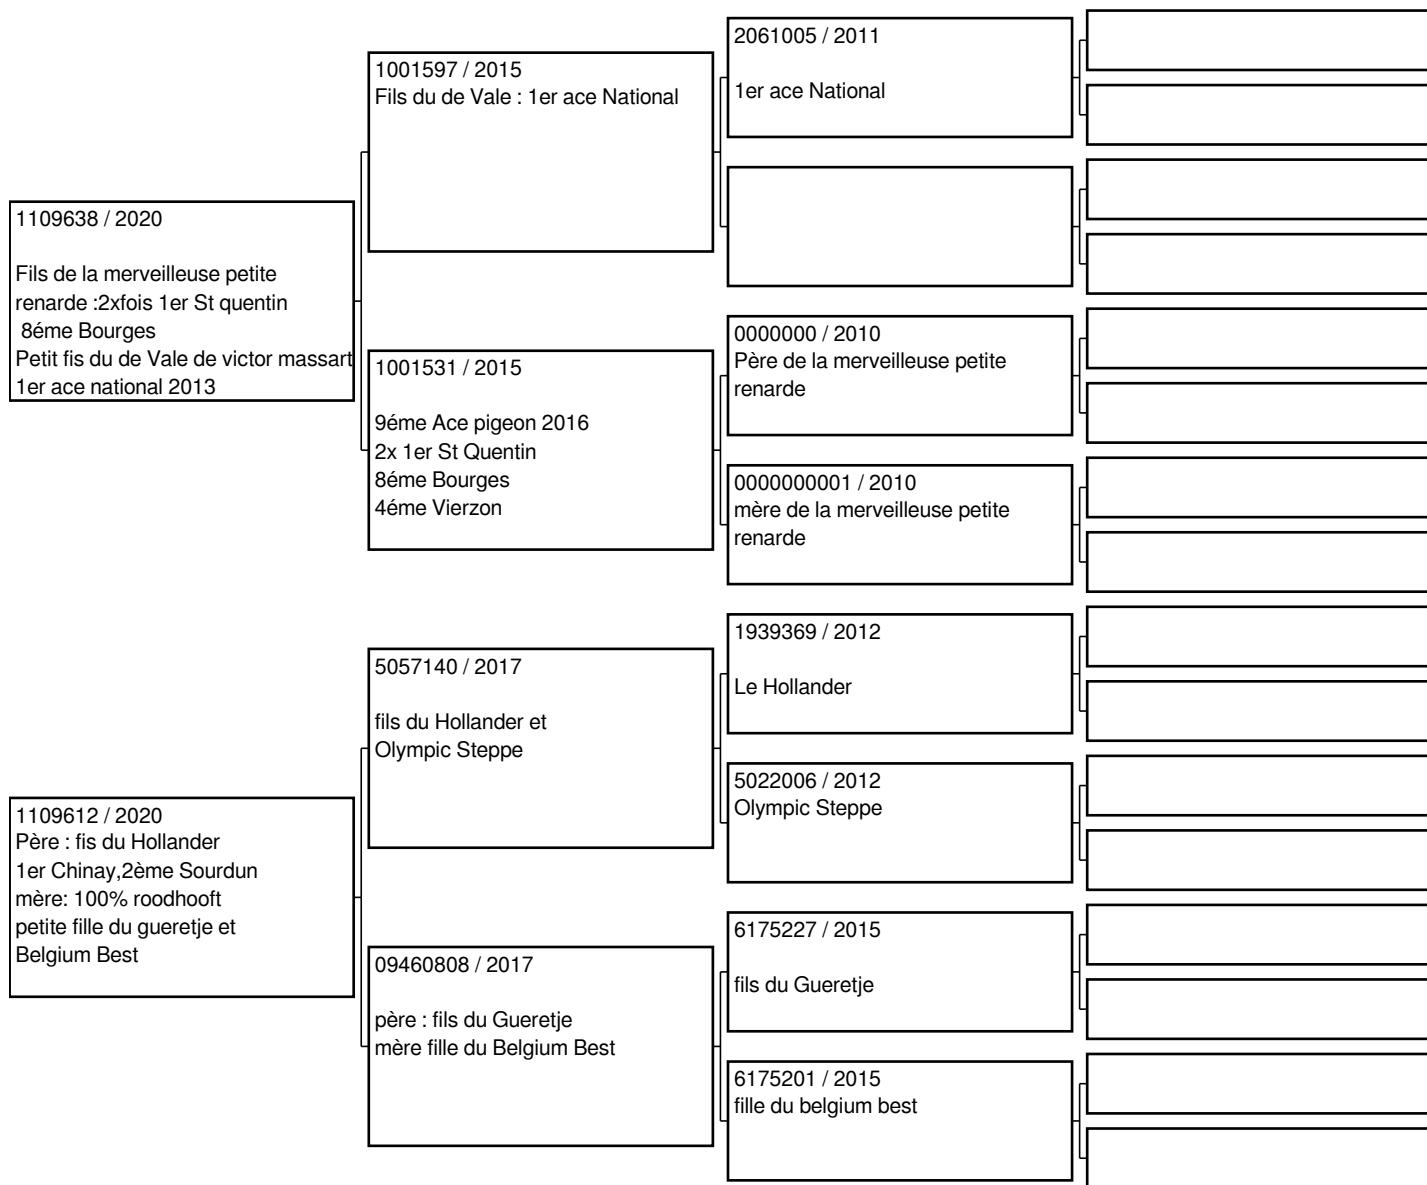 1109638 / 2020
Fils de la merveilleuse petite
renarde :2xfois 1er St quentin
8éme Bourges
Petit fis du de Vale de victor massart
1er ace national 2013
1109612 / 2020
Père : fis du Hollander
1er Chinay,2ème Sourdun
mère: 100% roodhooft
petite fille du gueretje et
Belgium Best
1001597 / 2015
Fils du de Vale : 1er ace National
1001531 / 2015
9éme Ace pigeon 2016
2x 1er St Quentin
8éme Bourges
4éme Vierzon
5057140 / 2017
fils du Hollander et
Olympic Steppe
09460808 / 2017
père : fils du Gueretje
mère fille du Belgium Best
2061005 / 2011
1er ace National
0000000 / 2010
Père de la merveilleuse petite
renarde
0000000001 / 2010
mère de la merveilleuse petite
renarde
1939369 / 2012
Le Hollander
5022006 / 2012
Olympic Steppe
6175227 / 2015
fils du Gueretje
6175201 / 2015
fille du belgium best